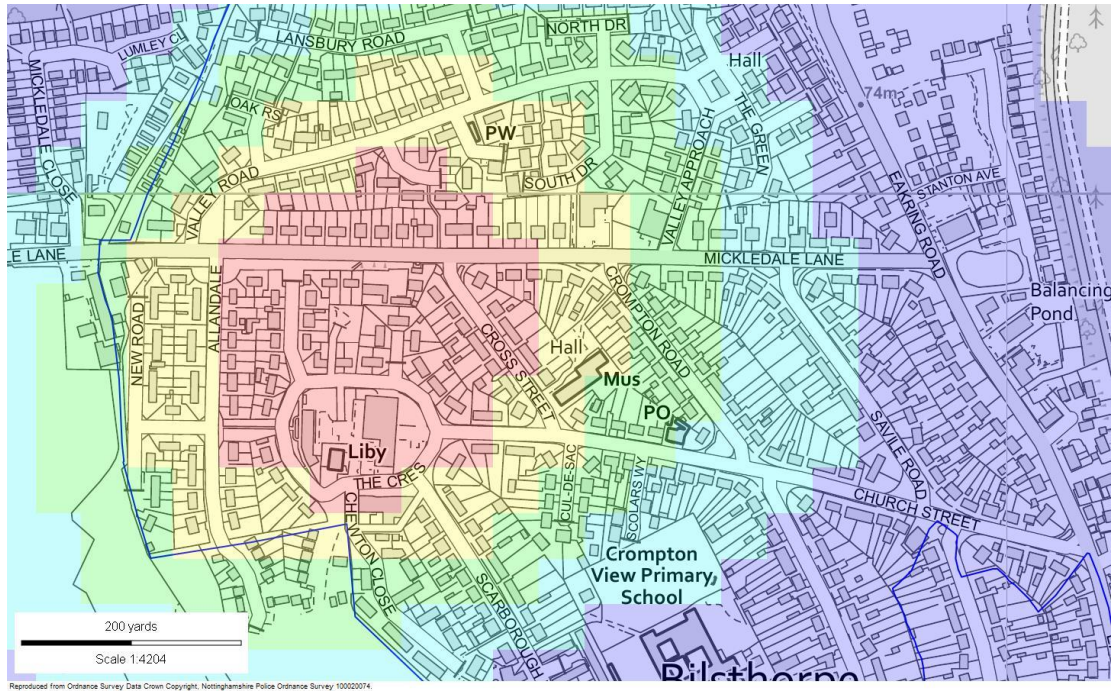 LUMLEY Cl
MICKLEDALE CLOSE
LANSBURY ROAD
NORTH DR
Hall
74m
THE GREEN
OAK RS
PW
VALLEY ROAD
SOUTH DR
VALLEY APPROACH
EAKRING ROAD
STANTON AVE
E LANE
MICKLEDALE LANE
NEW ROAD
ALLANDALE
CROMPTON ROAD
CROSS STREET
Hall
Mus
PO
Balancing
Pond
Liby
THE CRES
CUL-DE-SAC
SCOLARS WY
SAVILE ROAD
CHURCH STREET
CHEWTON CLOSE
SCARBOROUGH
Crompton
View Primary
School
Bilsthorpe
200 yards
Scale 1:4204
Reproduced from Ordnance Survey Data Crown Copyright. Nottinghamshire Police Ordnance Survey 100020074.